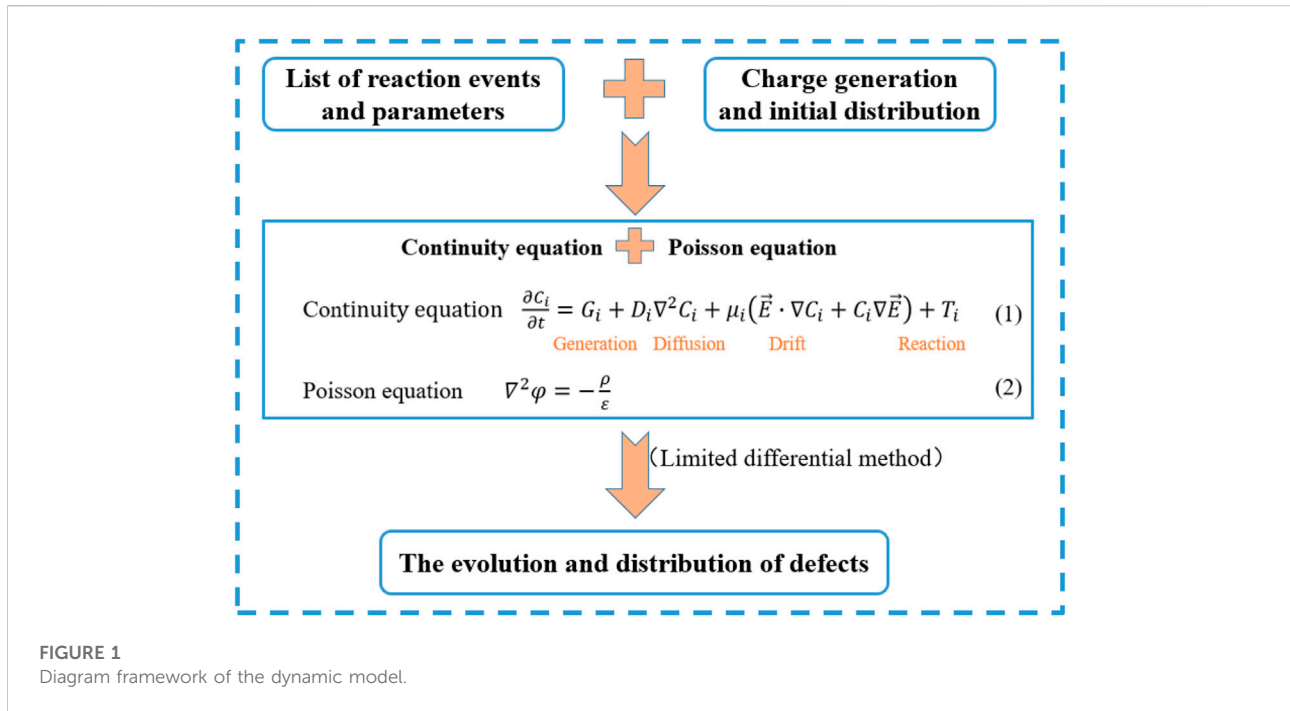 List of reaction events
and parameters
Charge generation
and initial distribution
Continuity equation Poisson equation
Continuity equation ∂C_i/∂t = G_i + D_i∇²C_i + μ_i(E⃗ · ∇C_i + C_i∇E⃗) + T_i (1)
Generation Diffusion Drift Reaction
Poisson equation ∇²φ = −ρ/ε (2)
(Limited differential method)
The evolution and distribution of defects
FIGURE 1
Diagram framework of the dynamic model.